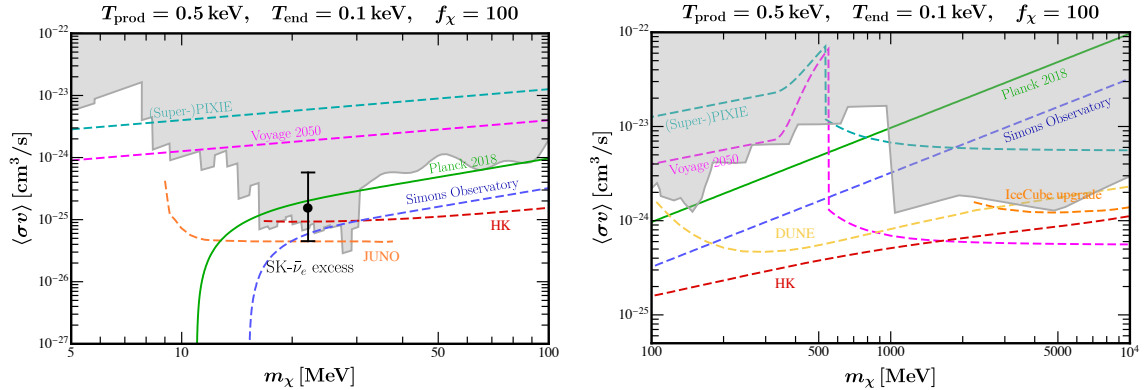 T_prod = 0.5 keV, T_end = 0.1 MeV, f_χ = 100
10^−22
10^−23
10^−24
10^−25
10^−26
10^−27
⟨σv⟩ [cm^3/s]
(Super-)PIXIE
Voyage 2050
Planck 2018
Simons Observatory
HK
JUNO
SK-ν̄_e excess
5 10 50 100
m_χ [MeV]
T_prod = 0.5 keV, T_end = 0.1 MeV, f_χ = 100
10^−22
10^−23
10^−24
10^−25
⟨σv⟩ [cm^3/s]
Planck 2018
(Super-)PIXIE
Simons Observatory
Voyage 2050
IceCube upgrade
DUNE
HK
100 500 1000 5000 10^4
m_χ [MeV]